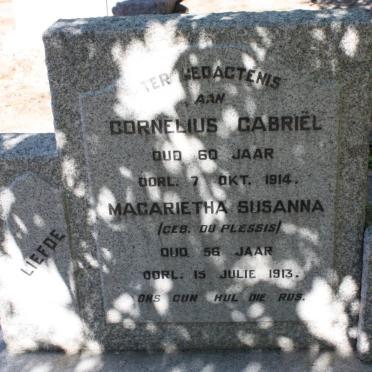 TER GEDAGTENIS
AAN
CORNELIUS GABRIËL
OUD 60 JAAR
OORL. 7 OKT. 1914.
MAGARIETHA SUSANNA
(GEB. DU PLESSIS)
OUD 56 JAAR
OORL. 15 JULIE 1913.
ONS GUN HUL DIE RUS.
LIEFDE